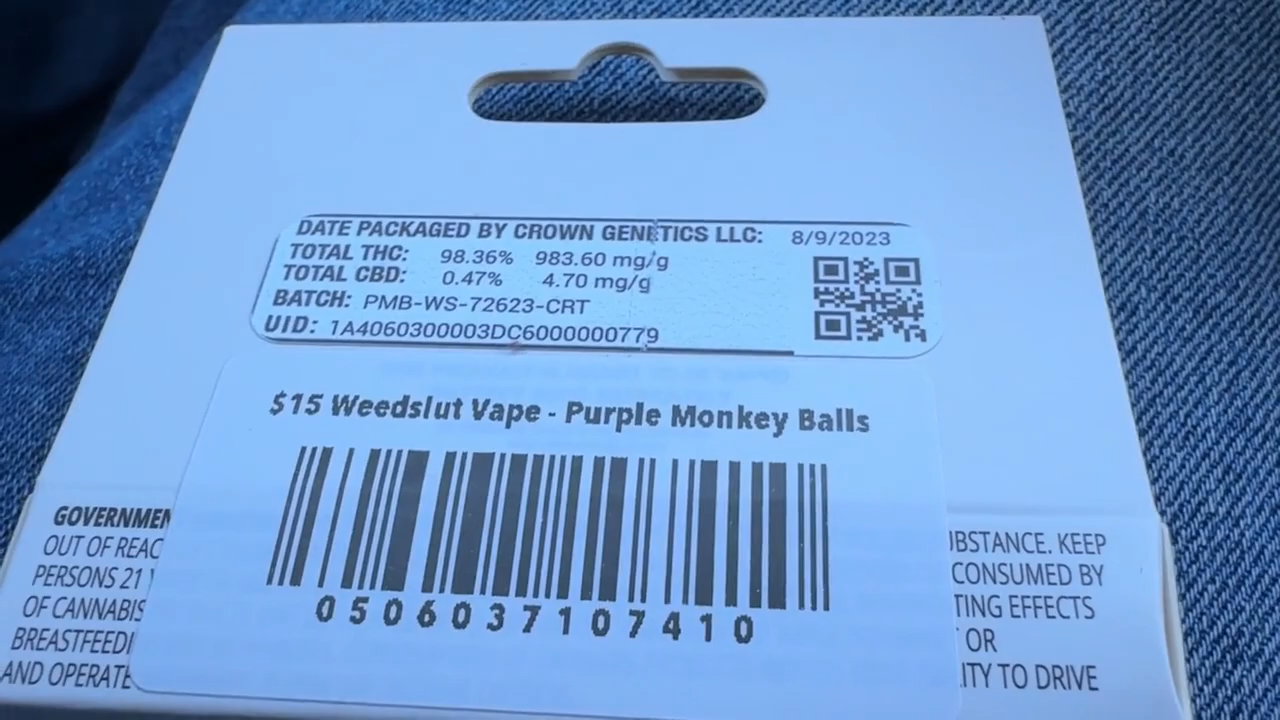 DATE PACKAGED BY CROWN GENETICS LLC: 8/9/2023
TOTAL THC: 98.36% 983.60 mg/g
TOTAL CBD: 0.47% 4.70 mg/g
BATCH: PMB-WS-72623-CRT
UID: 1A4060300003DC6000000779
$15 Weedslut Vape - Purple Monkey Balls
0506037107410
GOVERNMEN
OUT OF REAC
PERSONS 21
OF CANNABIS
BREASTFEEDI
AND OPERATE
UBSTANCE. KEEP
CONSUMED BY
TING EFFECTS
OR
ITY TO DRIVE